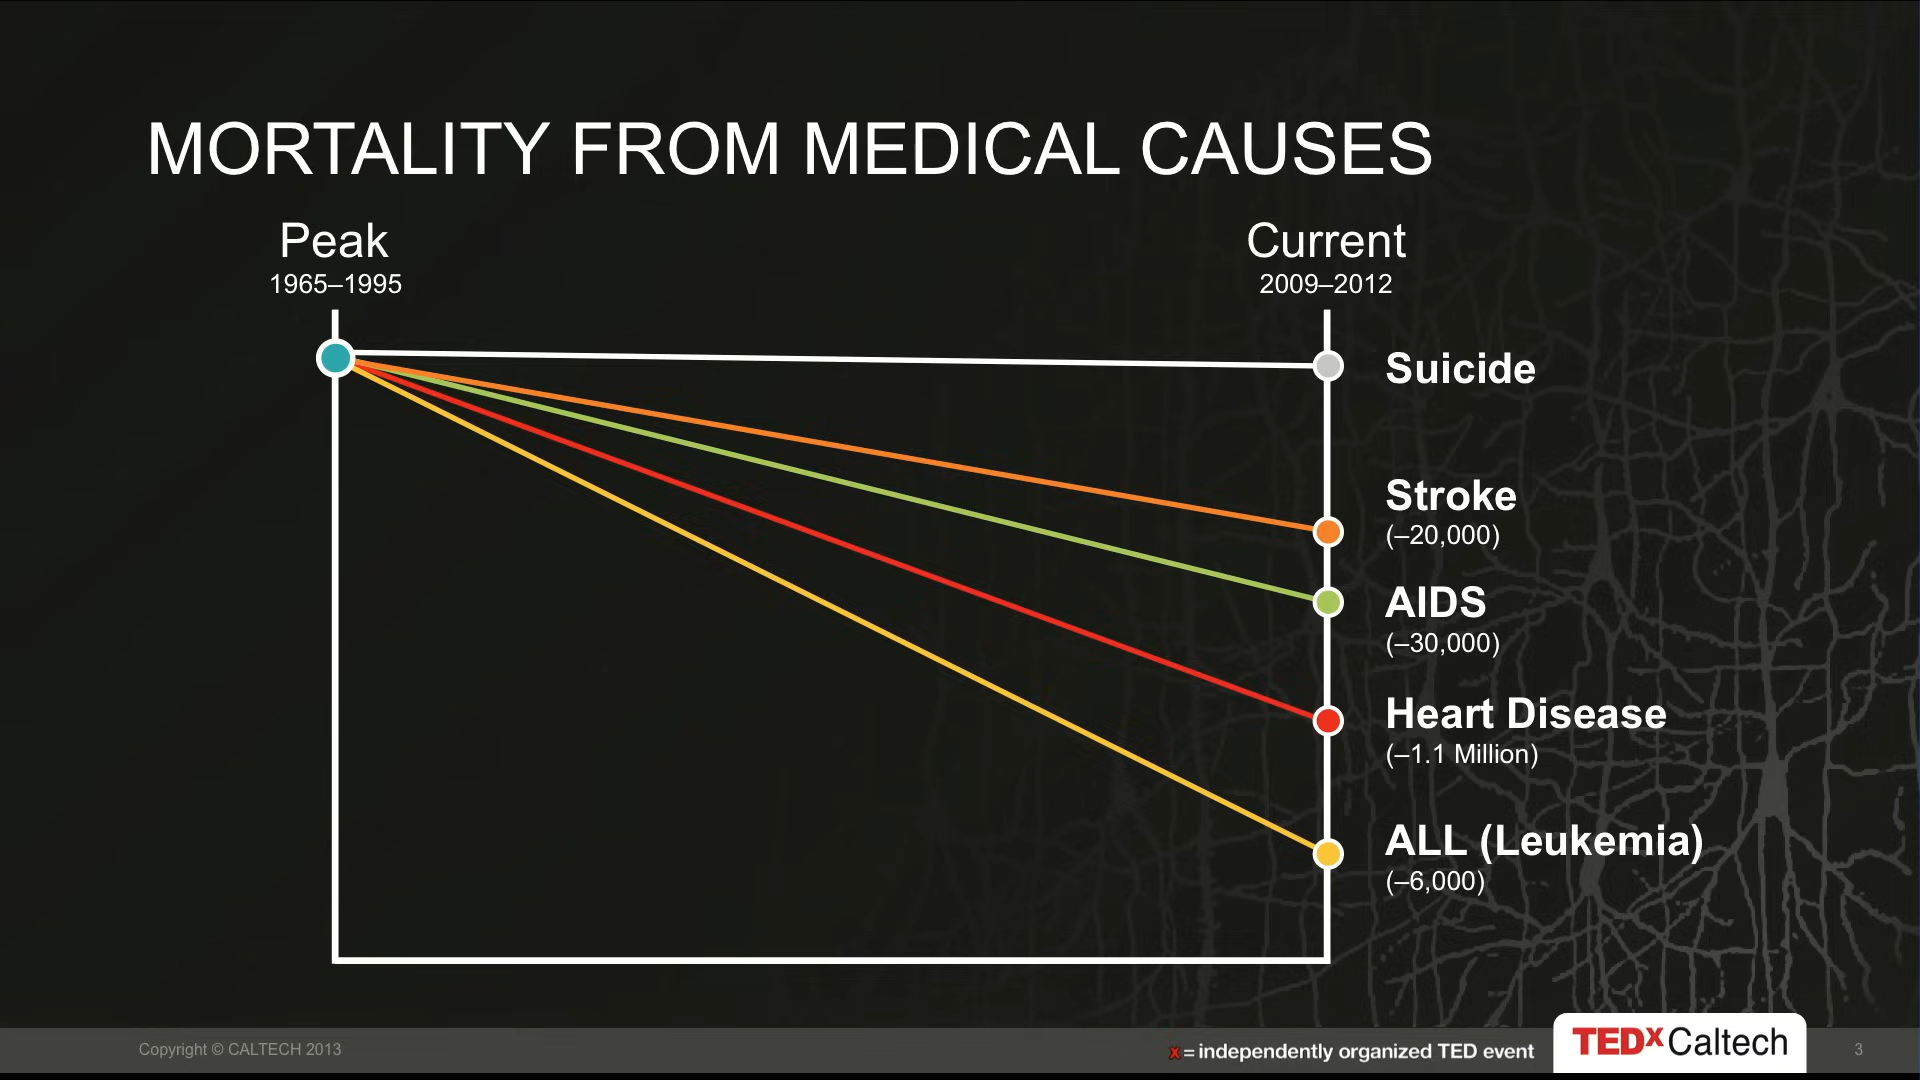 MORTALITY FROM MEDICAL CAUSES
Peak
1965–1995
Current
2009–2012
Suicide
Stroke
(–20,000)
AIDS
(–30,000)
Heart Disease
(–1.1 Million)
ALL (Leukemia)
(–6,000)
Copyright © CALTECH 2013
x = independently organized TED event
TEDxCaltech
3